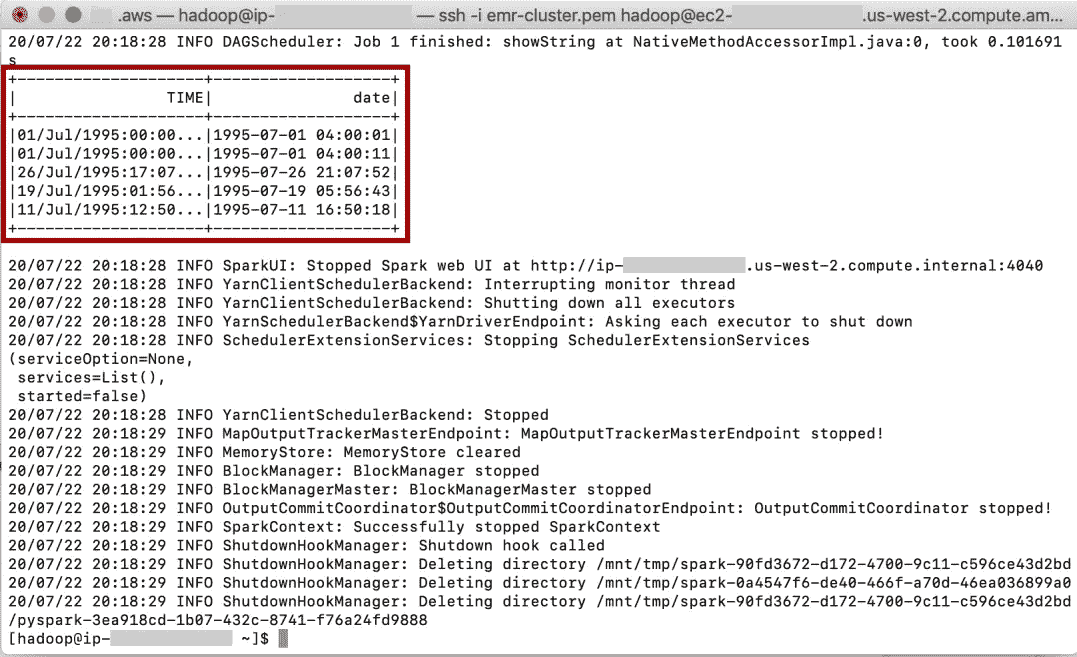 .aws — hadoop@ip- — ssh -i emr-cluster.pem hadoop@ec2- .us-west-2.compute.am...
20/07/22 20:18:28 INFO DAGScheduler: Job 1 finished: showString at NativeMethodAccessorImpl.java:0, took 0.101691
s
+--------------------+-------------------+
|                TIME|               date|
+--------------------+-------------------+
|01/Jul/1995:00:00...|1995-07-01 04:00:01|
|01/Jul/1995:00:00...|1995-07-01 04:00:11|
|26/Jul/1995:17:07...|1995-07-26 21:07:52|
|19/Jul/1995:01:56...|1995-07-19 05:56:43|
|11/Jul/1995:12:50...|1995-07-11 16:50:18|
+--------------------+-------------------+
20/07/22 20:18:28 INFO SparkUI: Stopped Spark web UI at http://ip- .us-west-2.compute.internal:4040
20/07/22 20:18:28 INFO YarnClientSchedulerBackend: Interrupting monitor thread
20/07/22 20:18:28 INFO YarnClientSchedulerBackend: Shutting down all executors
20/07/22 20:18:28 INFO YarnSchedulerBackend$YarnDriverEndpoint: Asking each executor to shut down
20/07/22 20:18:28 INFO SchedulerExtensionServices: Stopping SchedulerExtensionServices
(serviceOption=None,
 services=List(),
 started=false)
20/07/22 20:18:28 INFO YarnClientSchedulerBackend: Stopped
20/07/22 20:18:29 INFO MapOutputTrackerMasterEndpoint: MapOutputTrackerMasterEndpoint stopped!
20/07/22 20:18:29 INFO MemoryStore: MemoryStore cleared
20/07/22 20:18:29 INFO BlockManager: BlockManager stopped
20/07/22 20:18:29 INFO BlockManagerMaster: BlockManagerMaster stopped
20/07/22 20:18:29 INFO OutputCommitCoordinator$OutputCommitCoordinatorEndpoint: OutputCommitCoordinator stopped!
20/07/22 20:18:29 INFO SparkContext: Successfully stopped SparkContext
20/07/22 20:18:29 INFO ShutdownHookManager: Shutdown hook called
20/07/22 20:18:29 INFO ShutdownHookManager: Deleting directory /mnt/tmp/spark-90fd3672-d172-4700-9c11-c596ce43d2bd
20/07/22 20:18:29 INFO ShutdownHookManager: Deleting directory /mnt/tmp/spark-0a4547f6-de40-466f-a70d-46ea036899a0
20/07/22 20:18:29 INFO ShutdownHookManager: Deleting directory /mnt/tmp/spark-90fd3672-d172-4700-9c11-c596ce43d2bd
/pyspark-3ea918cd-1b07-432c-8741-f76a24fd9888
[hadoop@ip- ~]$